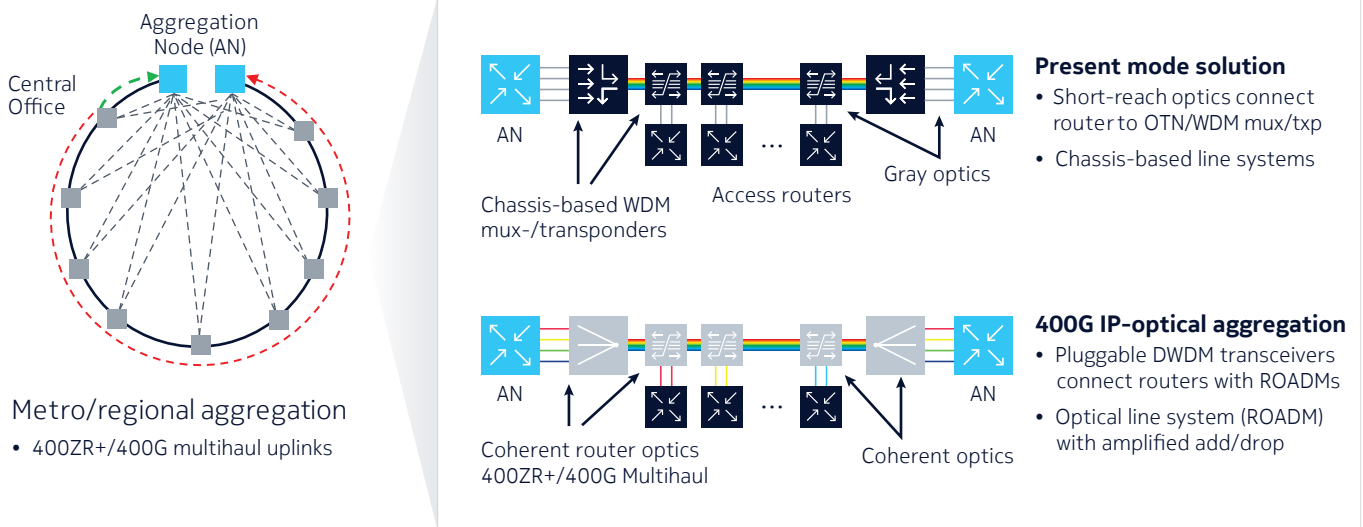 Aggregation
Node (AN)
Central
Office
Metro/regional aggregation
• 400ZR+/400G multihaul uplinks
AN
AN
...
Access routers
Gray optics
Chassis-based WDM
mux-/transponders
Present mode solution
• Short-reach optics connect
router to OTN/WDM mux/txp
• Chassis-based line systems
AN
AN
...
Coherent router optics
400ZR+/400G Multihaul
Coherent optics
400G IP-optical aggregation
• Pluggable DWDM transceivers
connect routers with ROADMs
• Optical line system (ROADM)
with amplified add/drop